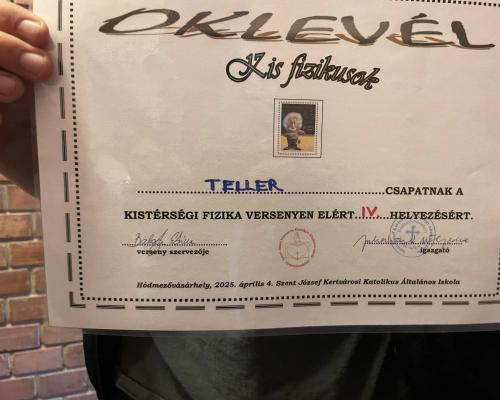 OKLEVÉL
Kis fizikusok
TELLER CSAPATNAK A
KISTÉRSÉGI FIZIKA VERSENYEN ELÉRT IV. HELYEZÉSÉRT.
verseny szervezője
igazgató
Hódmezővásárhely, 2025. április 4. Szent József Kertvárosi Katolikus Általános Iskola